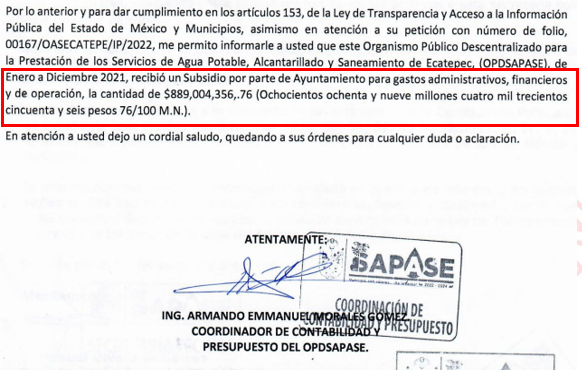 Por lo anterior y para dar cumplimiento en los artículos 153, de la Ley de Transparencia y Acceso a la Información
Pública del Estado de México y Municipios, asimismo en atención a su petición con número de folio,
00167/OASECATEPE/IP/2022, me permito informarle a usted que este Organismo Público Descentralizado para
la Prestación de los Servicios de Agua Potable, Alcantarillado y Saneamiento de Ecatepec, (OPDSAPASE), de
Enero a Diciembre 2021, recibió un Subsidio por parte de Ayuntamiento para gastos administrativos, financieros
y de operación, la cantidad de $889,004,356,.76 (Ochocientos ochenta y nueve millones cuatro mil trecientos
cincuenta y seis pesos 76/100 M.N.).
En atención a usted dejo un cordial saludo, quedando a sus órdenes para cualquier duda o aclaración.
ATENTAMENTE:
SAPASE
COORDINACIÓN DE
CONTABILIDAD Y PRESUPUESTO
ING. ARMANDO EMMANUEL MORALES GOMEZ
COORDINADOR DE CONTABILIDAD Y
PRESUPUESTO DEL OPDSAPASE.